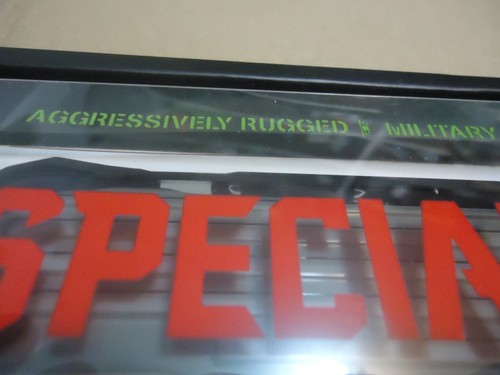 AGGRESSIVELY RUGGED MILITARY
SPECIA